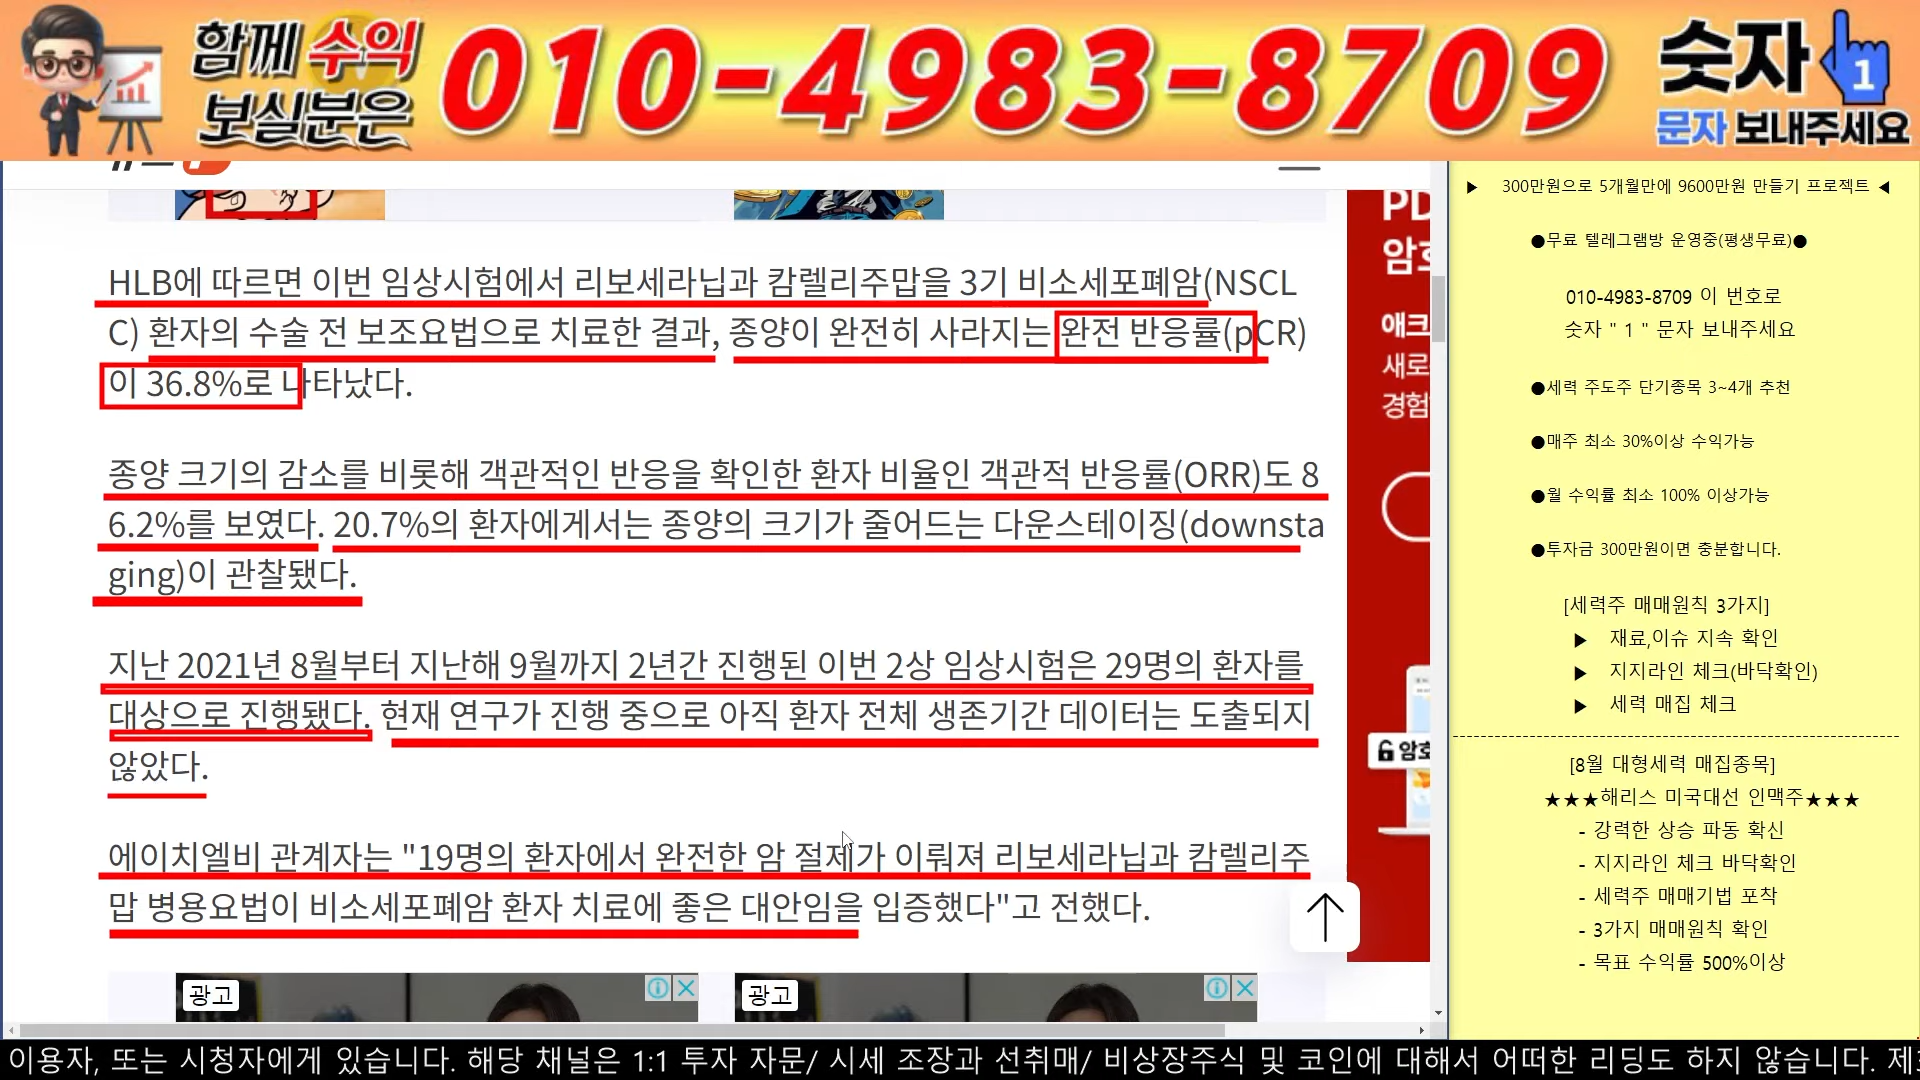 함께 수익
보실분은
010-4983-8709
숫자
1
문자 보내주세요
HLB에 따르면 이번 임상시험에서 리보세라닙과 캄렐리주맙을 3기 비소세포폐암(NSCL
C) 환자의 수술 전 보조요법으로 치료한 결과, 종양이 완전히 사라지는 완전 반응률(pCR)
이 36.8%로 나타났다.
종양 크기의 감소를 비롯해 객관적인 반응을 확인한 환자 비율인 객관적 반응률(ORR)도 8
6.2%를 보였다. 20.7%의 환자에게서는 종양의 크기가 줄어드는 다운스테이징(downsta
ging)이 관찰됐다.
지난 2021년 8월부터 지난해 9월까지 2년간 진행된 이번 2상 임상시험은 29명의 환자를
대상으로 진행됐다. 현재 연구가 진행 중으로 아직 환자 전체 생존기간 데이터는 도출되지
않았다.
에이치엘비 관계자는 "19명의 환자에서 완전한 암 절제가 이뤄져 리보세라닙과 캄렐리주
맙 병용요법이 비소세포폐암 환자 치료에 좋은 대안임을 입증했다"고 전했다.
광고
광고
애크
새로
경험
▶ 300만원으로 5개월만에 9600만원 만들기 프로젝트 ◀
●무료 텔레그램방 운영중(평생무료)●
010-4983-8709 이 번호로
숫자 " 1 " 문자 보내주세요
●세력 주도주 단기종목 3~4개 추천
●매주 최소 30%이상 수익가능
●월 수익률 최소 100% 이상가능
●투자금 300만원이면 충분합니다.
[세력주 매매원칙 3가지]
▶ 재료,이슈 지속 확인
▶ 지지라인 체크(바닥확인)
▶ 세력 매집 체크
[8월 대형세력 매집종목]
★★★해리스 미국대선 인맥주★★★
- 강력한 상승 파동 확신
- 지지라인 체크 바닥확인
- 세력주 매매기법 포착
- 3가지 매매원칙 확인
- 목표 수익률 500%이상
이용자, 또는 시청자에게 있습니다. 해당 채널은 1:1 투자 자문/ 시세 조장과 선취매/ 비상장주식 및 코인에 대해서 어떠한 리딩도 하지 않습니다.